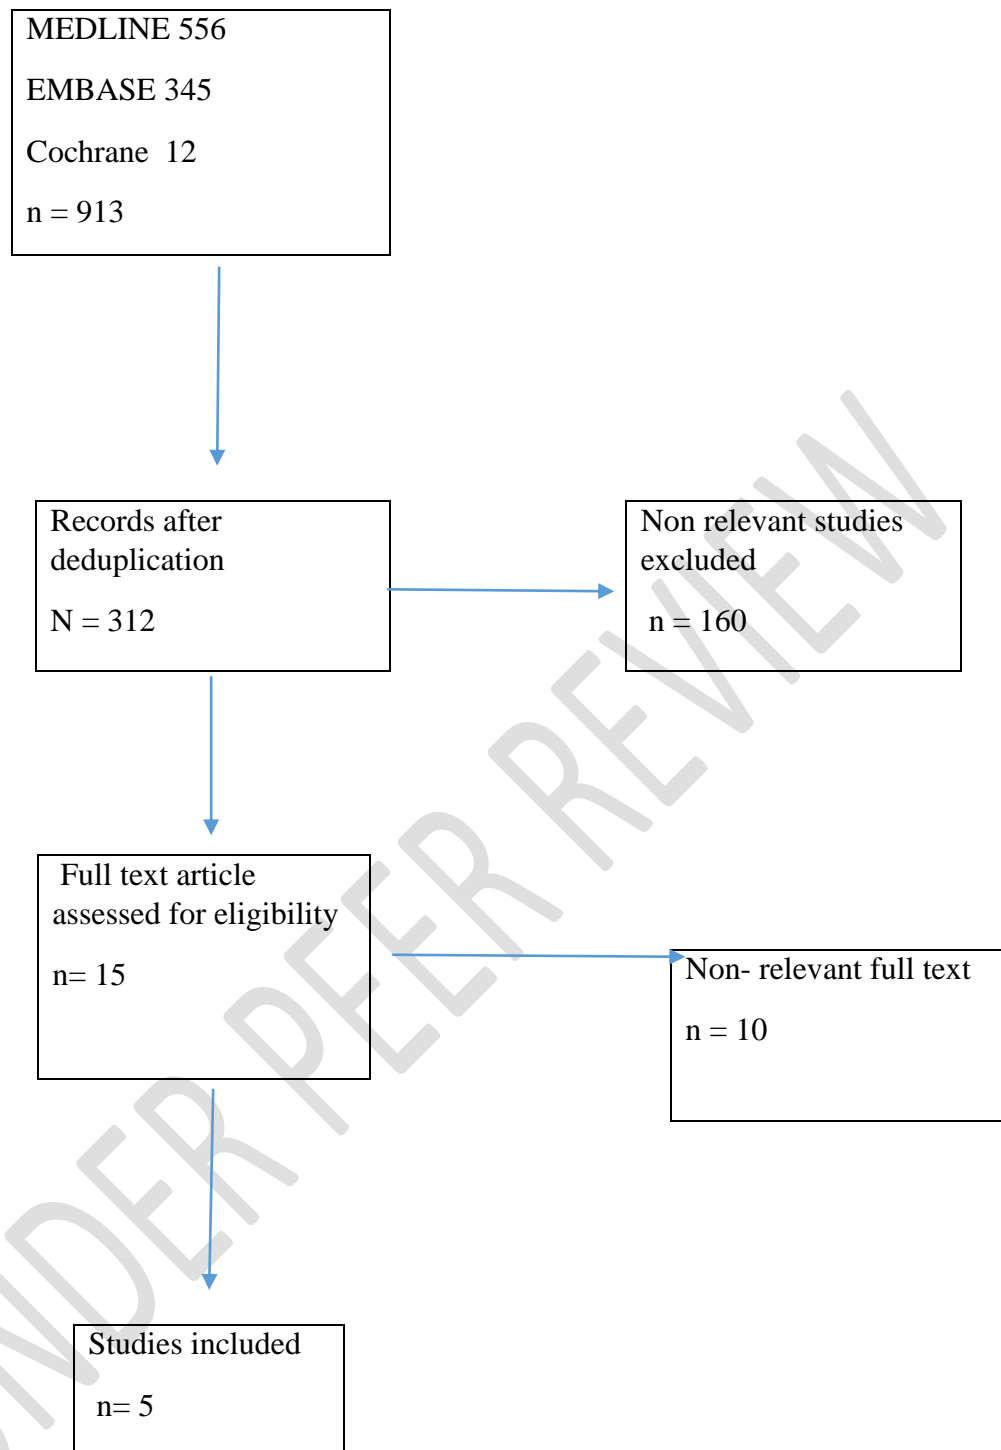 MEDLINE 556
EMBASE 345
Cochrane 12
n = 913
Records after
deduplication
N = 312
Non relevant studies
excluded
n = 160
Full text article
assessed for eligibility
n= 15
Non- relevant full text
n = 10
Studies included
n= 5
UNDER PEER REVIEW